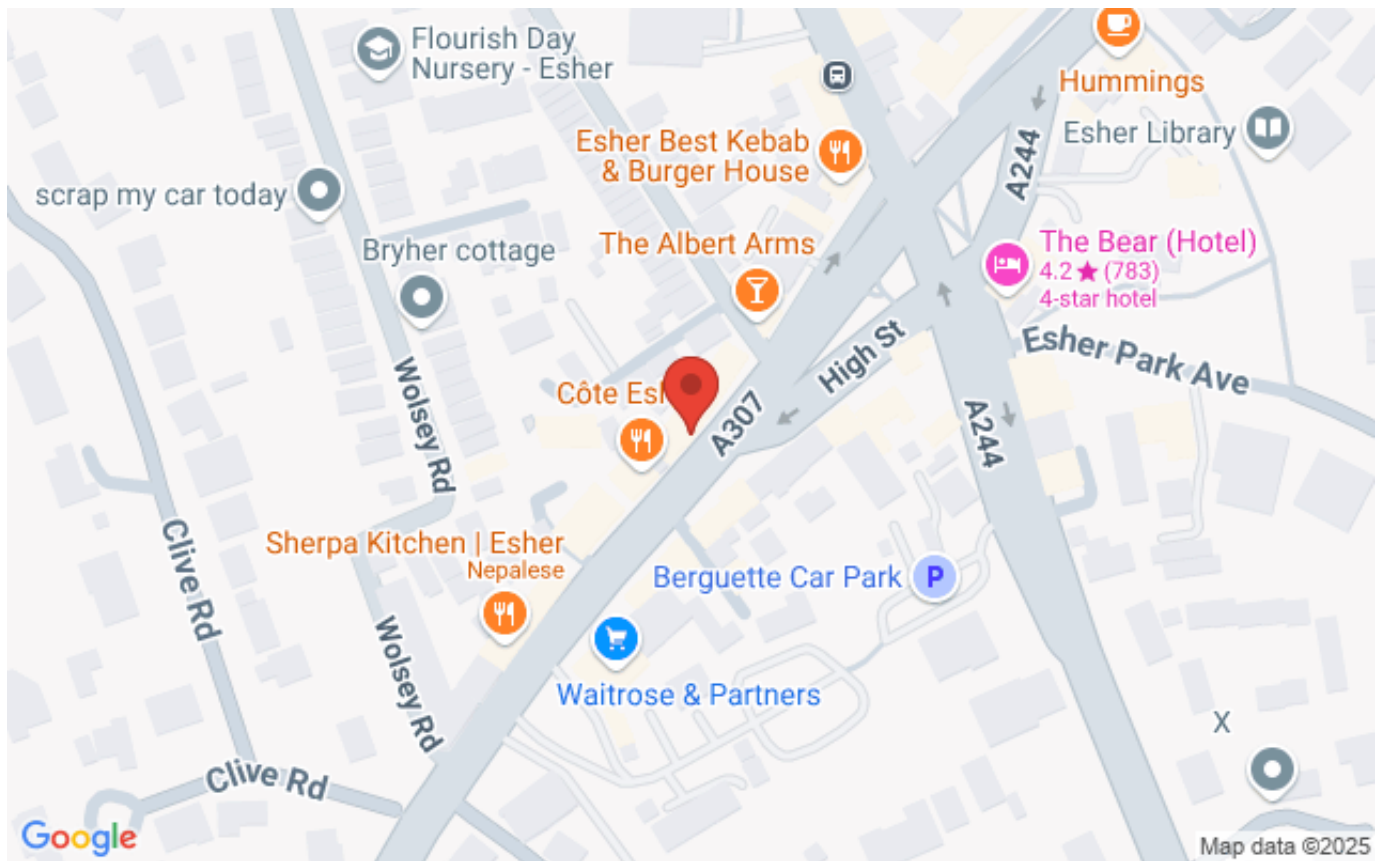 Flourish Day
Nursery - Esher
Hummings
Esher Best Kebab
& Burger House
Esher Library
A244
scrap my car today
The Albert Arms
The Bear (Hotel)
4.2★ (783)
4-star hotel
Bryher cottage
Esher Park Ave
High St
Wolsey Rd
Côte Es
A307
A244
Sherpa Kitchen | Esher
Nepalese
Clive Rd
Berguette Car Park
P
Wolsey Rd
Waitrose & Partners
X
Clive Rd
Google
Map data ©2025